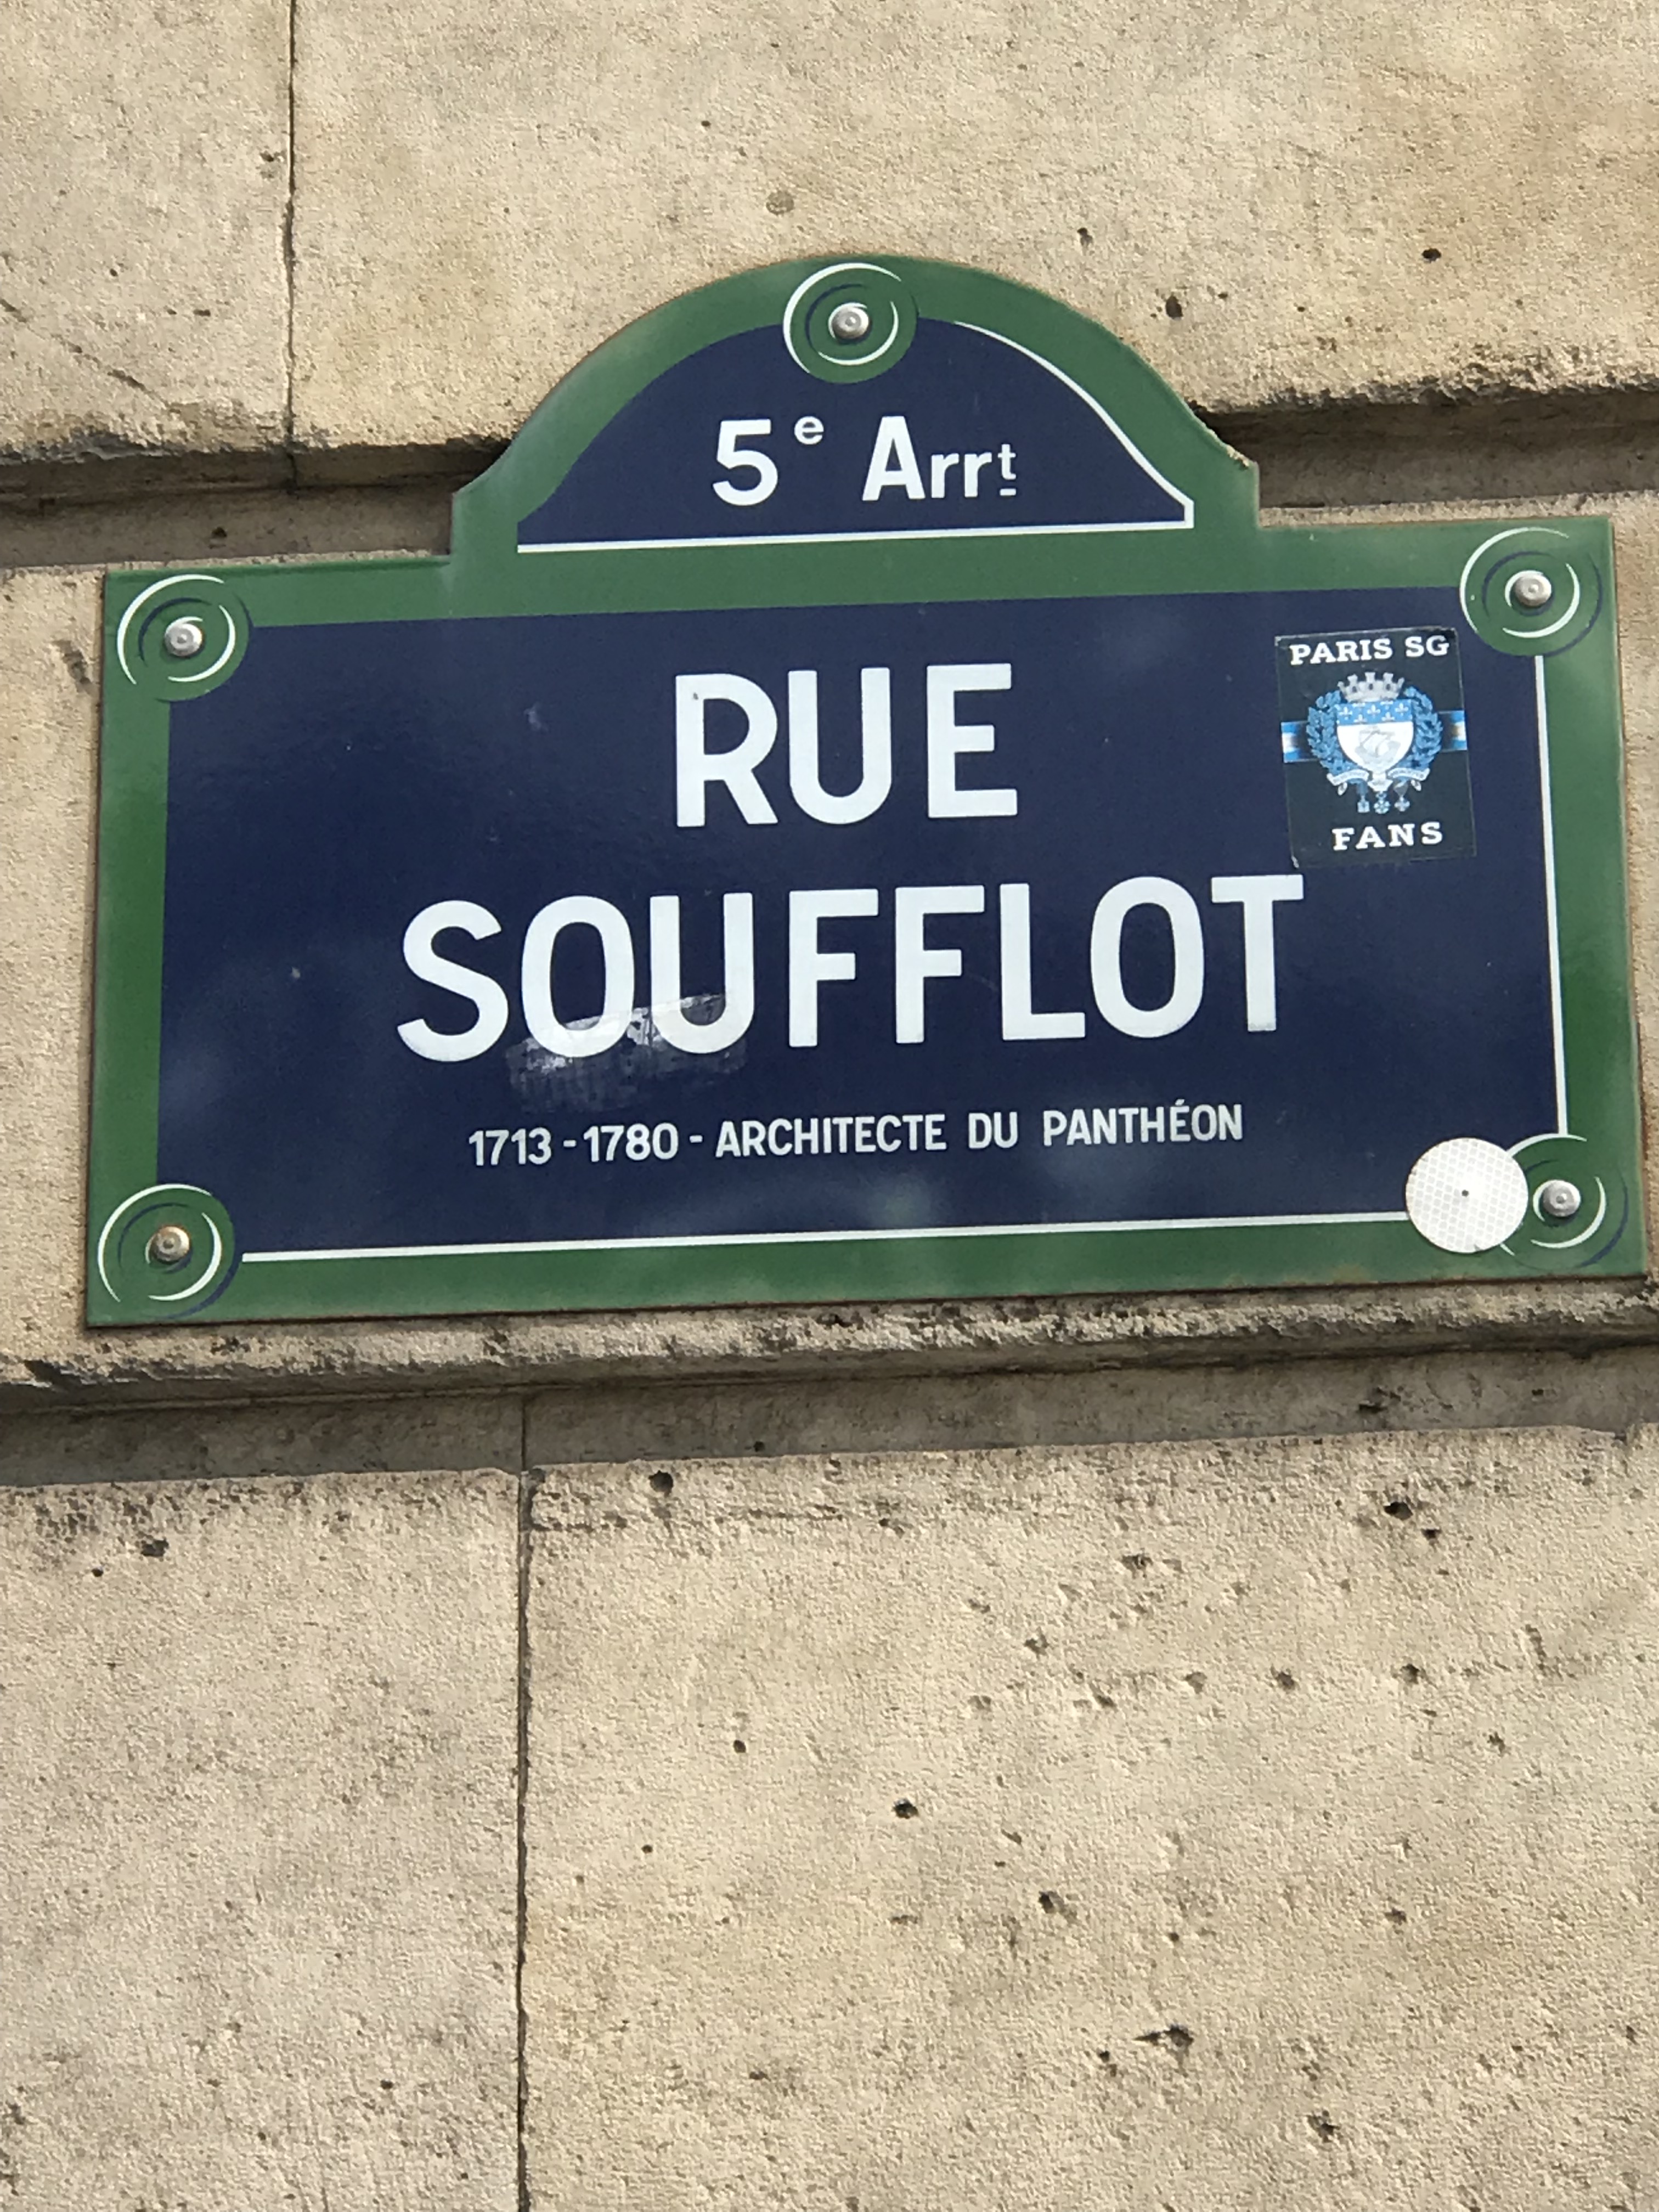 5e Arrt
RUE
SOUFFLOT
1713 - 1780 - ARCHITECTE DU PANTHÉON
PARIS SG
FANS